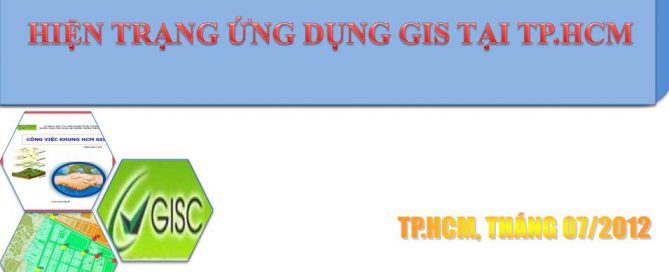 HIỆN TRẠNG ỨNG DỤNG GIS TẠI TP.HCM
CÔNG VIỆC KHUNG HCM GIS
GISC
TP.HCM, THÁNG 07/2012